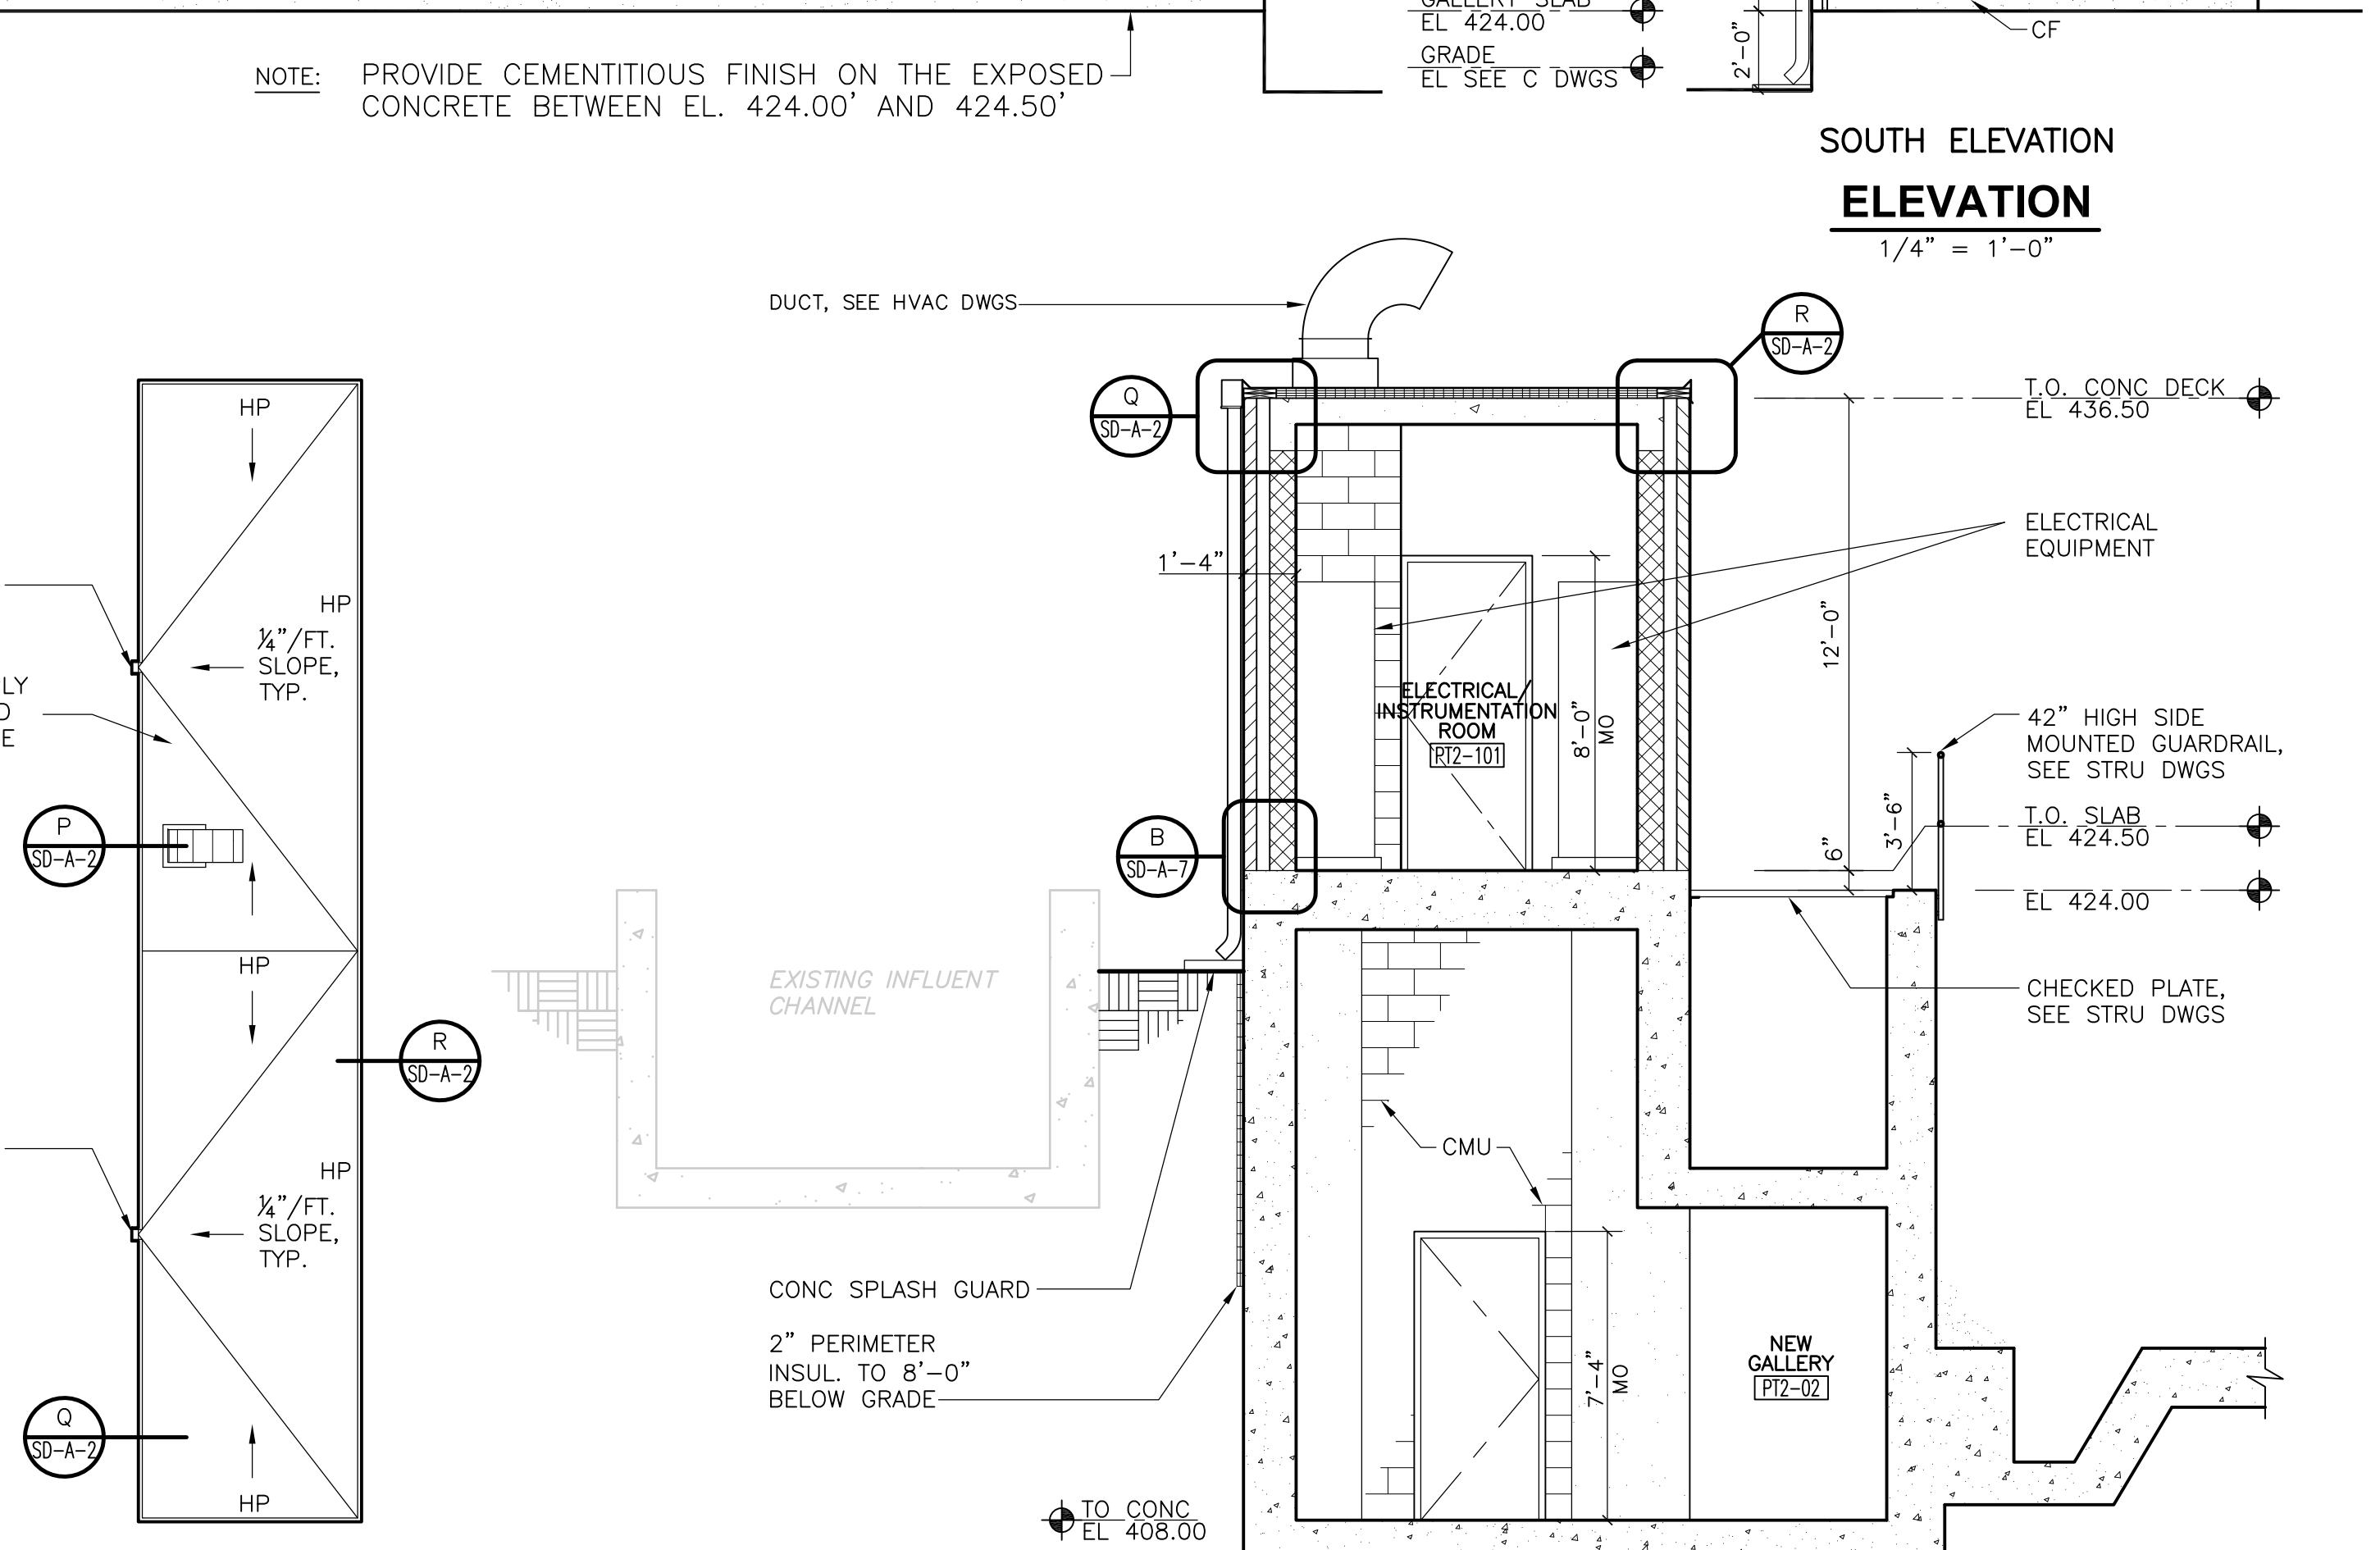 GALLERY SLAB
EL 424.00
GRADE
EL SEE C DWGS
2'-0"
CF
NOTE: PROVIDE CEMENTITIOUS FINISH ON THE EXPOSED
CONCRETE BETWEEN EL. 424.00' AND 424.50'
SOUTH ELEVATION
ELEVATION
1/4" = 1'-0"
DUCT, SEE HVAC DWGS
R
SD-A-2
Q
SD-A-2
T.O. CONC DECK
EL 436.50
HP
HP
1/4"/FT.
SLOPE,
TYP.
LY
E
P
SD-A-2
HP
R
SD-A-2
HP
1/4"/FT.
SLOPE,
TYP.
Q
SD-A-2
HP
1'-4"
ELECTRICAL
EQUIPMENT
12'-0"
ELECTRICAL/
INSTRUMENTATION
ROOM
PT2-101
8'-0"
MO
42" HIGH SIDE
MOUNTED GUARDRAIL,
SEE STRU DWGS
3'-6"
6"
T.O. SLAB
EL 424.50
EL 424.00
B
SD-A-7
EXISTING INFLUENT
CHANNEL
CHECKED PLATE,
SEE STRU DWGS
CMU
CONC SPLASH GUARD
2" PERIMETER
INSUL. TO 8'-0"
BELOW GRADE
7'-4"
MO
NEW
GALLERY
PT2-02
TO CONC
EL 408.00